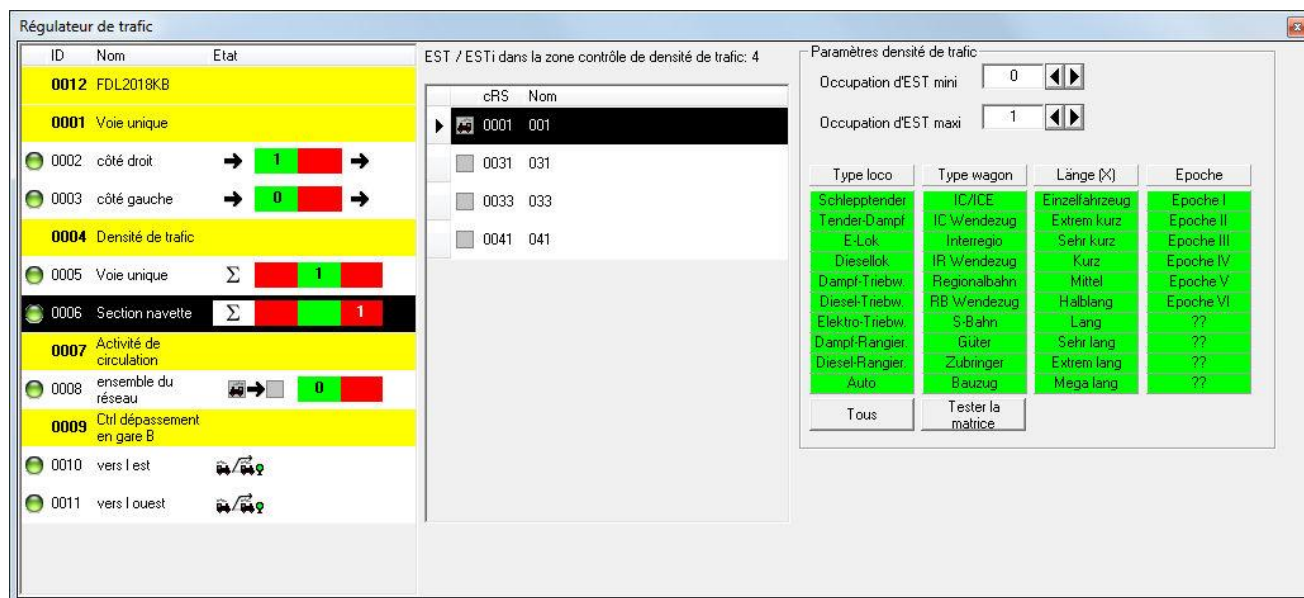 Régulateur de trafic
ID Nom Etat
0012 FDL2018KB
0001 Voie unique
0002 côté droit 1
0003 côté gauche 0
0004 Densité de trafic
0005 Voie unique Σ 1
0006 Section navette Σ 1
0007 Activité de
circulation
0008 ensemble du
réseau 0
0009 Ctrl dépassement
en gare B
0010 vers l est
0011 vers l ouest
EST / ESTi dans la zone contrôle de densité de trafic: 4
cRS Nom
0001 001
0031 031
0033 033
0041 041
Paramètres densité de trafic
Occupation d'EST mini 0
Occupation d'EST maxi 1
Type loco Type wagon Länge (X) Epoche
Schlepptender IC/ICE Einzelfahrzeug Epoche I
Tender-Dampf IC Wendezug Extrem kurz Epoche II
E-Lok Interregio Sehr kurz Epoche III
Diesellok IR Wendezug Kurz Epoche IV
Dampf-Triebw. Regionalbahn Mittel Epoche V
Diesel-Triebw. RB Wendezug Halblang Epoche VI
Elektro-Triebw. S-Bahn Lang ??
Dampf-Rangier. Güter Sehr lang ??
Diesel-Rangier. Zubringer Extrem lang ??
Auto Bauzug Mega lang ??
Tous Tester la
matrice